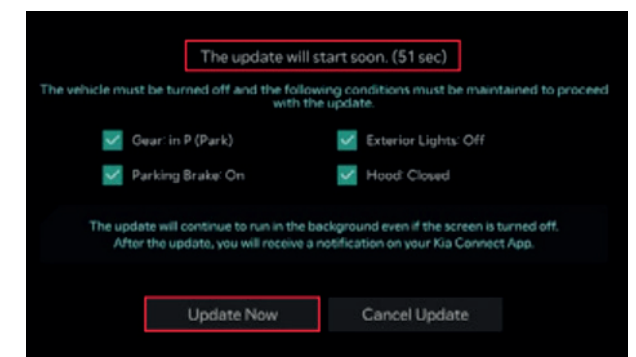 The update will start soon. (51 sec)
The vehicle must be turned off and the following conditions must be maintained to proceed
with the update.
Gear: in P (Park)
Exterior Lights: Off
Parking Brake: On
Hood: Closed
The update will continue to run in the background even if the screen is turned off.
After the update, you will receive a notification on your Kia Connect App.
Update Now
Cancel Update